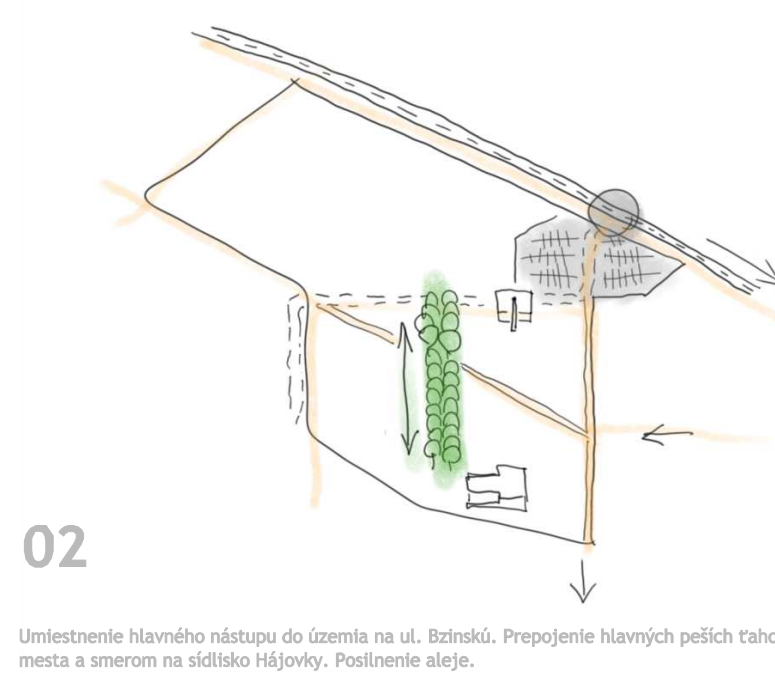 02
Umiestnenie hlavného nástupu do územia na ul. Bzinskú. Prepojenie hlavných peších ťaho
mesta a smerom na sídlisko Hájovky. Posilnenie aleje.